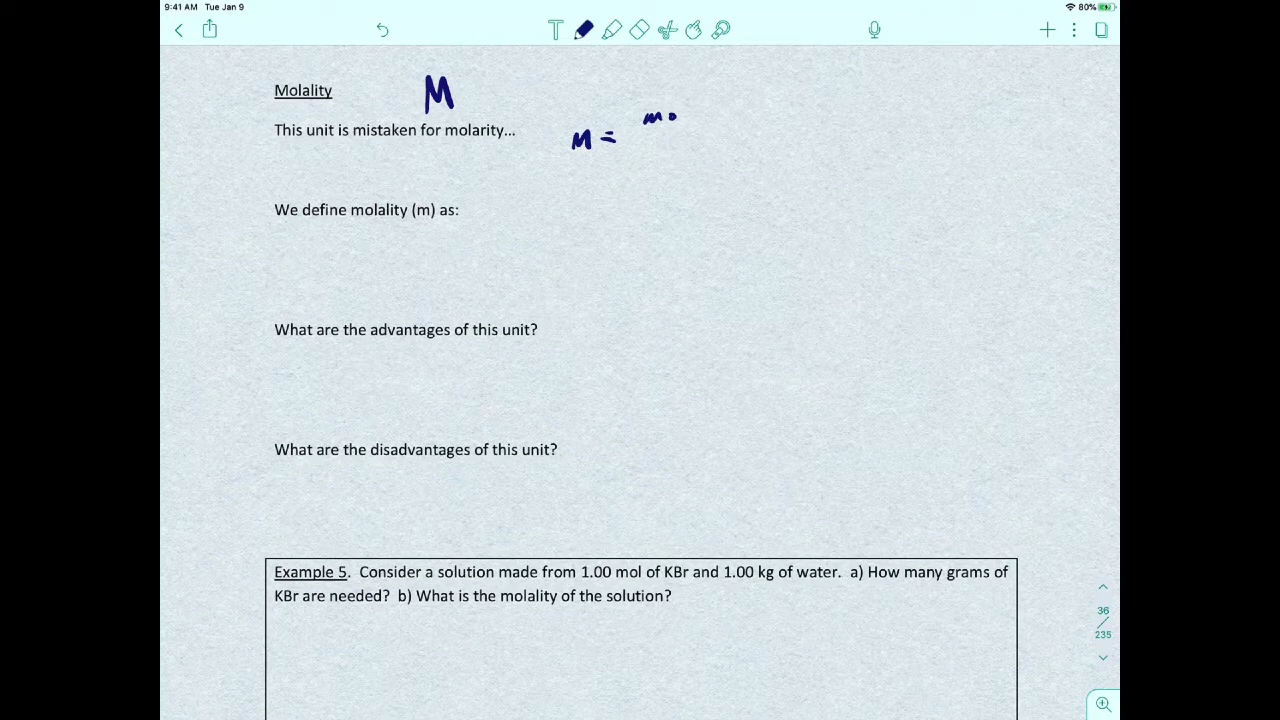 9:41 AM Tue Jan 9
80%
T
Molality M
This unit is mistaken for molarity... M = mo
We define molality (m) as:
What are the advantages of this unit?
What are the disadvantages of this unit?
Example 5. Consider a solution made from 1.00 mol of KBr and 1.00 kg of water. a) How many grams of
KBr are needed? b) What is the molality of the solution?
36
/
235